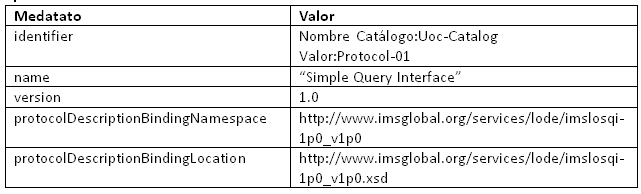 Medatato Valor
identifier Nombre Catálogo:Uoc-Catalog
Valor:Protocol-01
name "Simple Query Interface"
version 1.0
protocolDescriptionBindingNamespace http://www.imsglobal.org/services/lode/imslosqi-
1p0_v1p0
protocolDescriptionBindingLocation http://www.imsglobal.org/services/lode/imslosqi-
1p0_v1p0.xsd